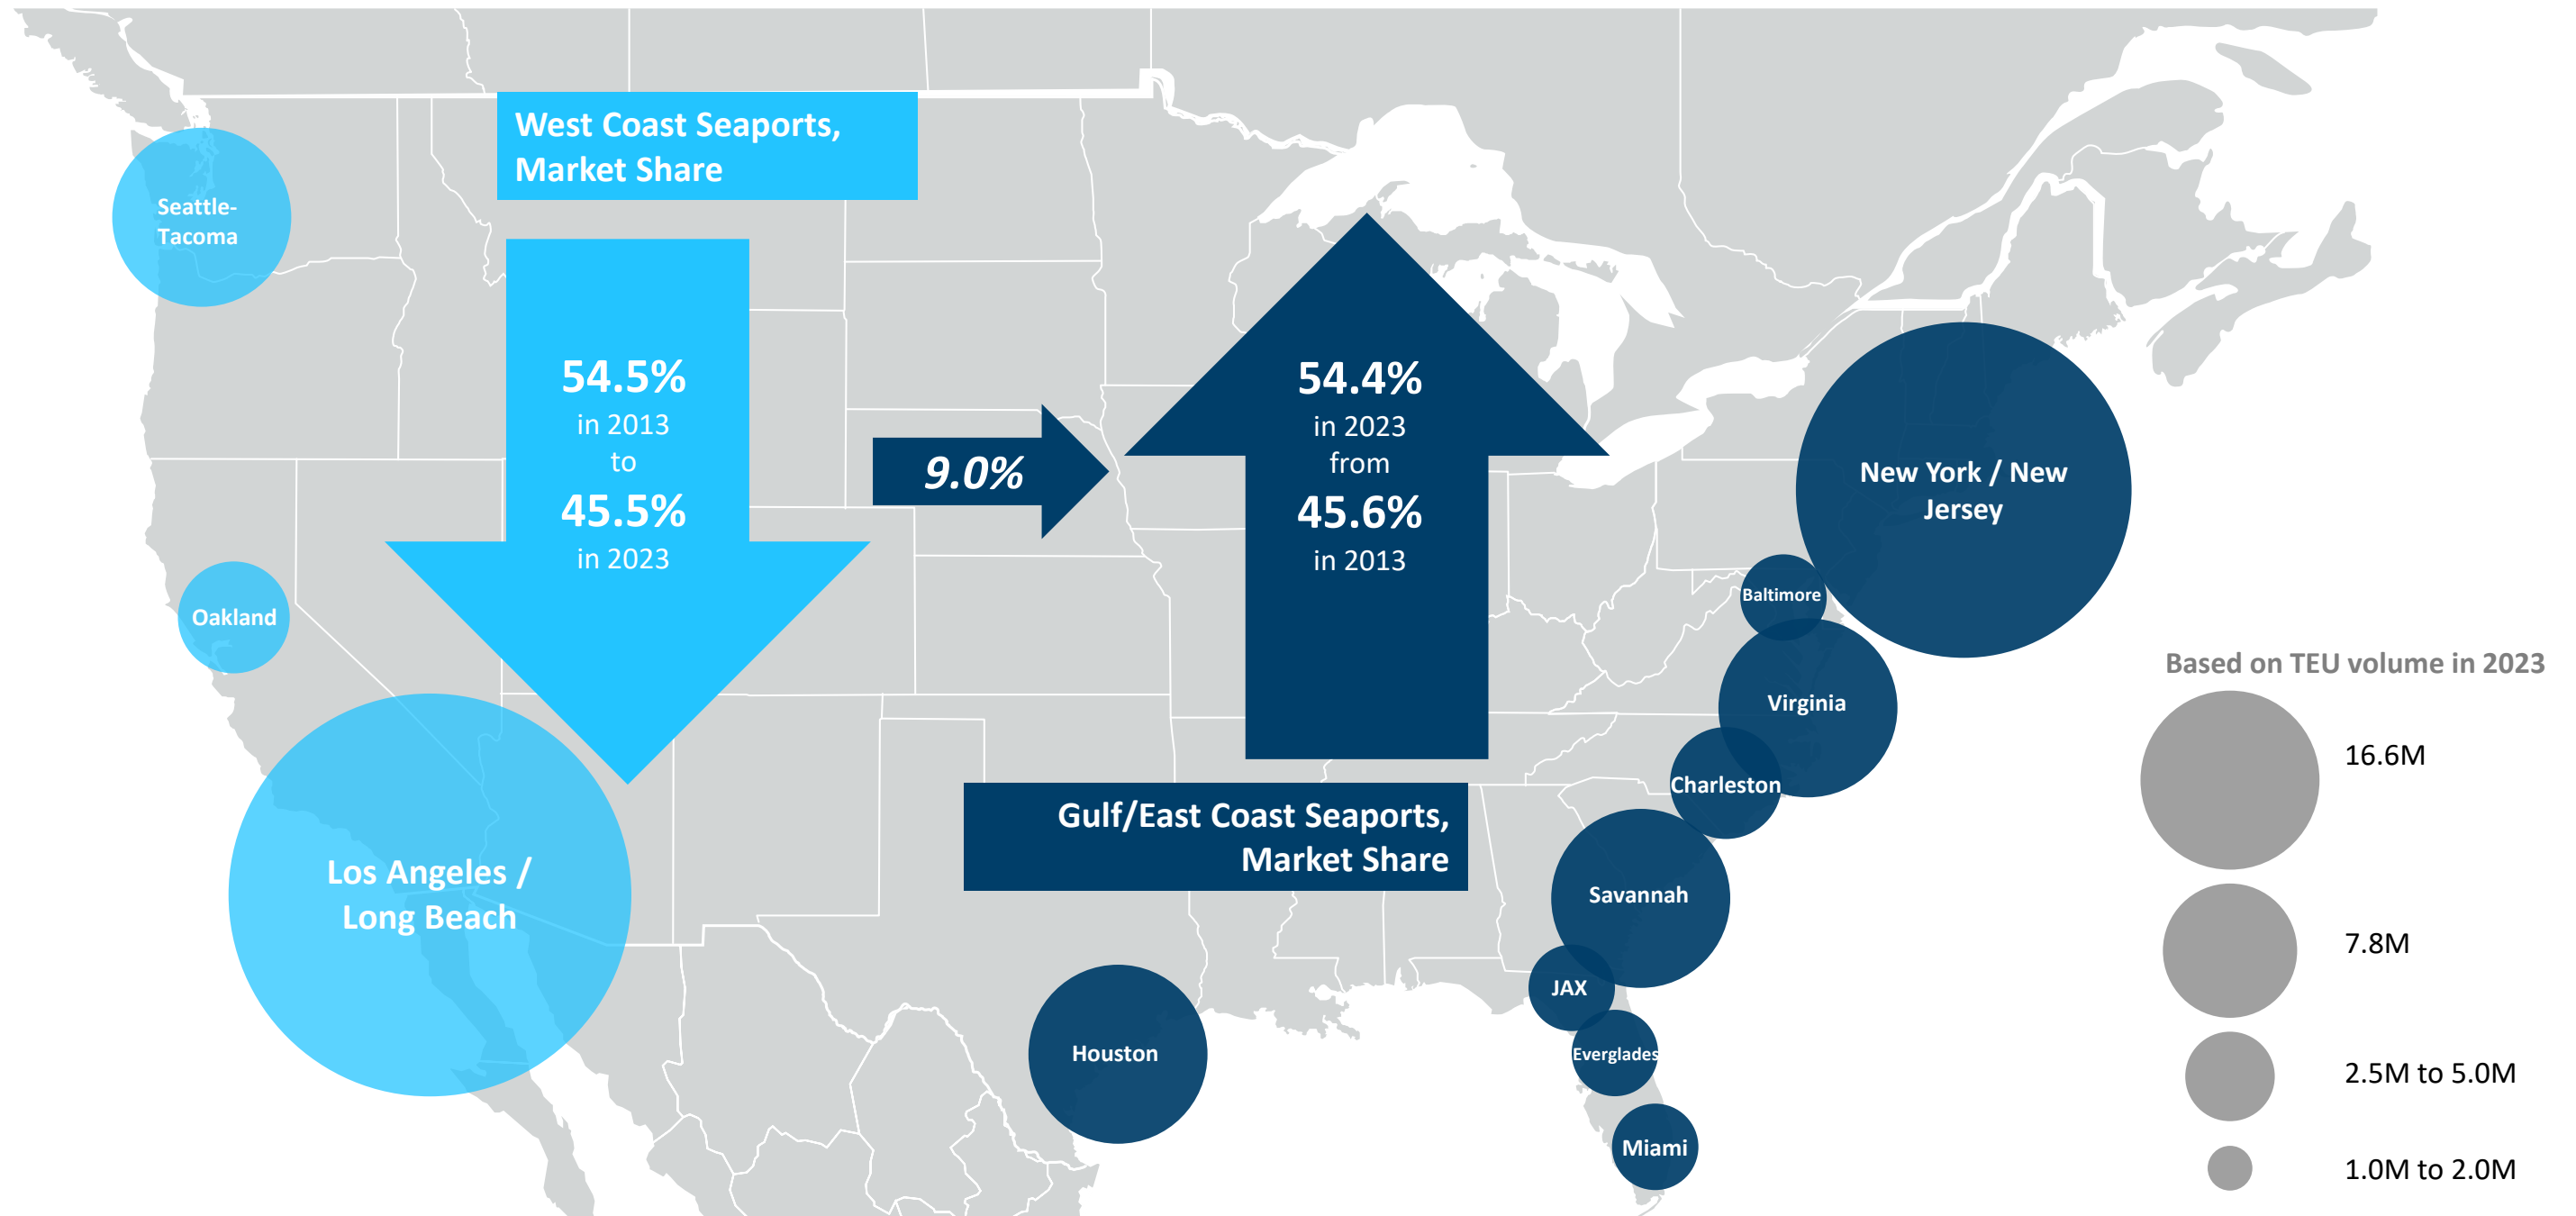 West Coast Seaports,
Market Share
Seattle-
Tacoma
54.5%
in 2013
to
45.5%
in 2023
9.0%
54.4%
in 2023
from
45.6%
in 2013
New York / New
Jersey
Baltimore
Oakland
Virginia
Charleston
Gulf/East Coast Seaports,
Market Share
Los Angeles /
Long Beach
Savannah
JAX
Houston
Everglades
Miami
Based on TEU volume in 2023
16.6M
7.8M
2.5M to 5.0M
1.0M to 2.0M